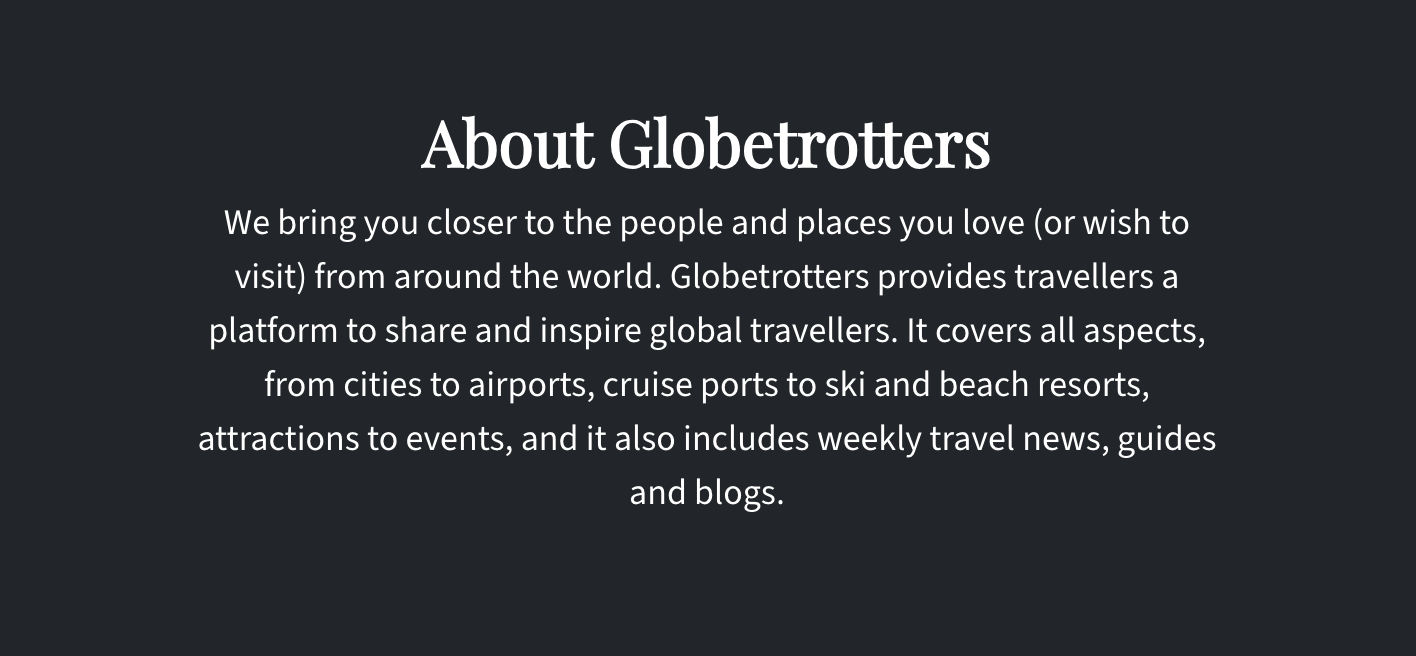 About Globetrotters
We bring you closer to the people and places you love (or wish to
visit) from around the world. Globetrotters provides travellers a
platform to share and inspire global travellers. It covers all aspects,
from cities to airports, cruise ports to ski and beach resorts,
attractions to events, and it also includes weekly travel news, guides
and blogs.